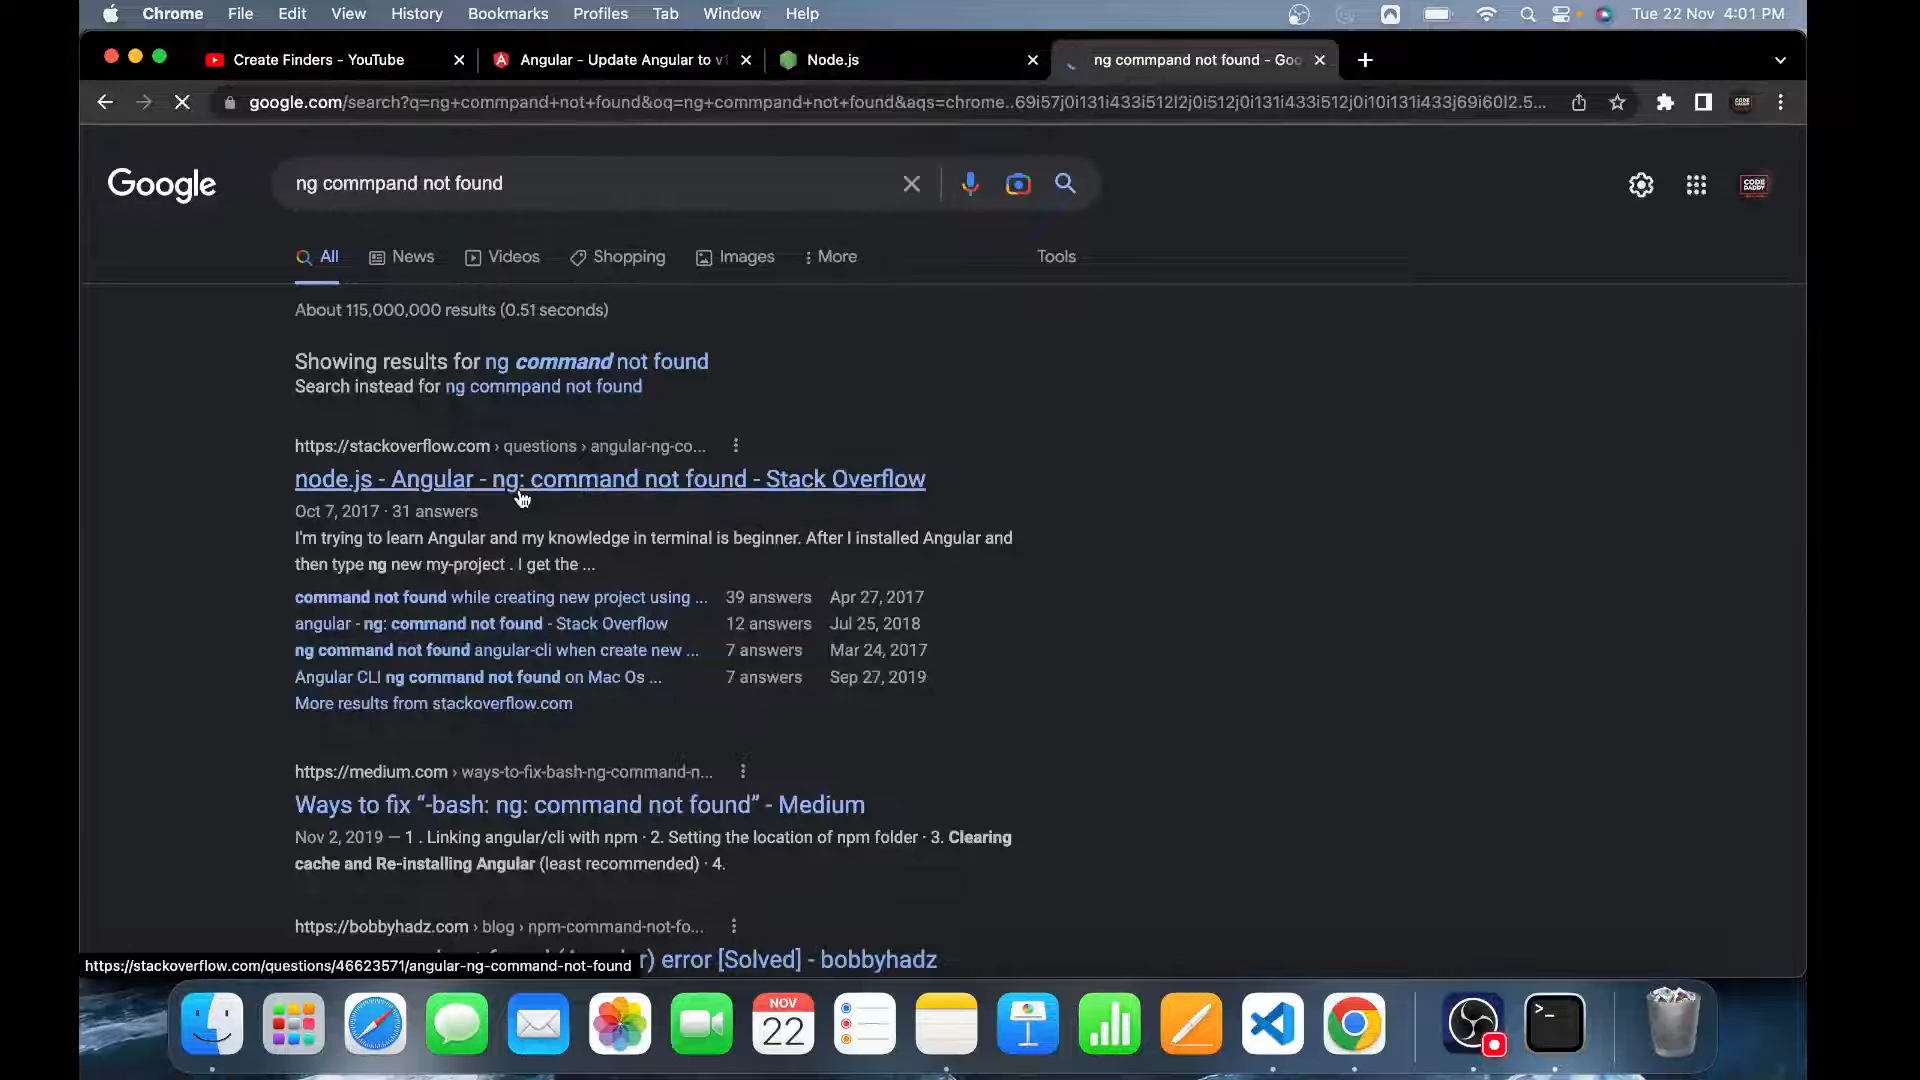 Chrome File Edit View History Bookmarks Profiles Tab Window Help Tue 22 Nov 4:01 PM
Create Finders - YouTube Angular - Update Angular to v1 Node.js ng commpand not found - Goo
google.com/search?q=ng+commpand+not+found&oq=ng+commpand+not+found&aqs=chrome..69i57j0i131i433i512l2j0i512j0i131i433i512j0i10i131i433j69i60l2.5...
Google ng commpand not found CODE DADDY
All News Videos Shopping Images More Tools
About 115,000,000 results (0.51 seconds)
Showing results for ng command not found
Search instead for ng commpand not found
https://stackoverflow.com › questions › angular-ng-co...
node.js - Angular - ng: command not found - Stack Overflow
Oct 7, 2017 · 31 answers
I'm trying to learn Angular and my knowledge in terminal is beginner. After I installed Angular and
then type ng new my-project . I get the ...
command not found while creating new project using ... 39 answers Apr 27, 2017
angular - ng: command not found - Stack Overflow 12 answers Jul 25, 2018
ng command not found angular-cli when create new ... 7 answers Mar 24, 2017
Angular CLI ng command not found on Mac Os ... 7 answers Sep 27, 2019
More results from stackoverflow.com
https://medium.com › ways-to-fix-bash-ng-command-n...
Ways to fix “-bash: ng: command not found” - Medium
Nov 2, 2019 — 1 . Linking angular/cli with npm · 2. Setting the location of npm folder · 3. Clearing
cache and Re-installing Angular (least recommended) · 4.
https://bobbyhadz.com › blog › npm-command-not-fo...
r) error [Solved] - bobbyhadz
https://stackoverflow.com/questions/46623571/angular-ng-command-not-found
NOV
22